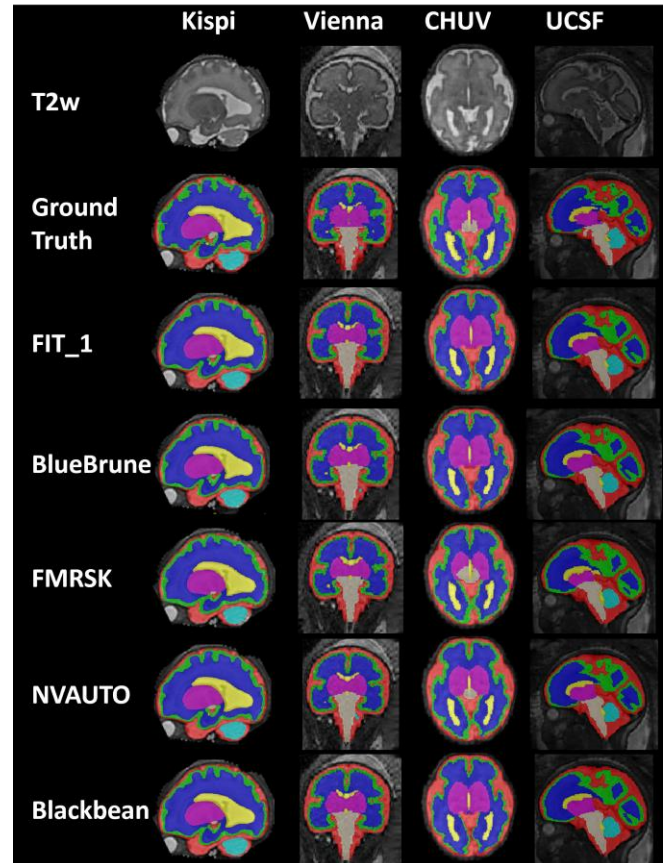 Kispi Vienna CHUV UCSF
T2w
Ground
Truth
FIT_1
BlueBrune
FMRSK
NVAUTO
Blackbean